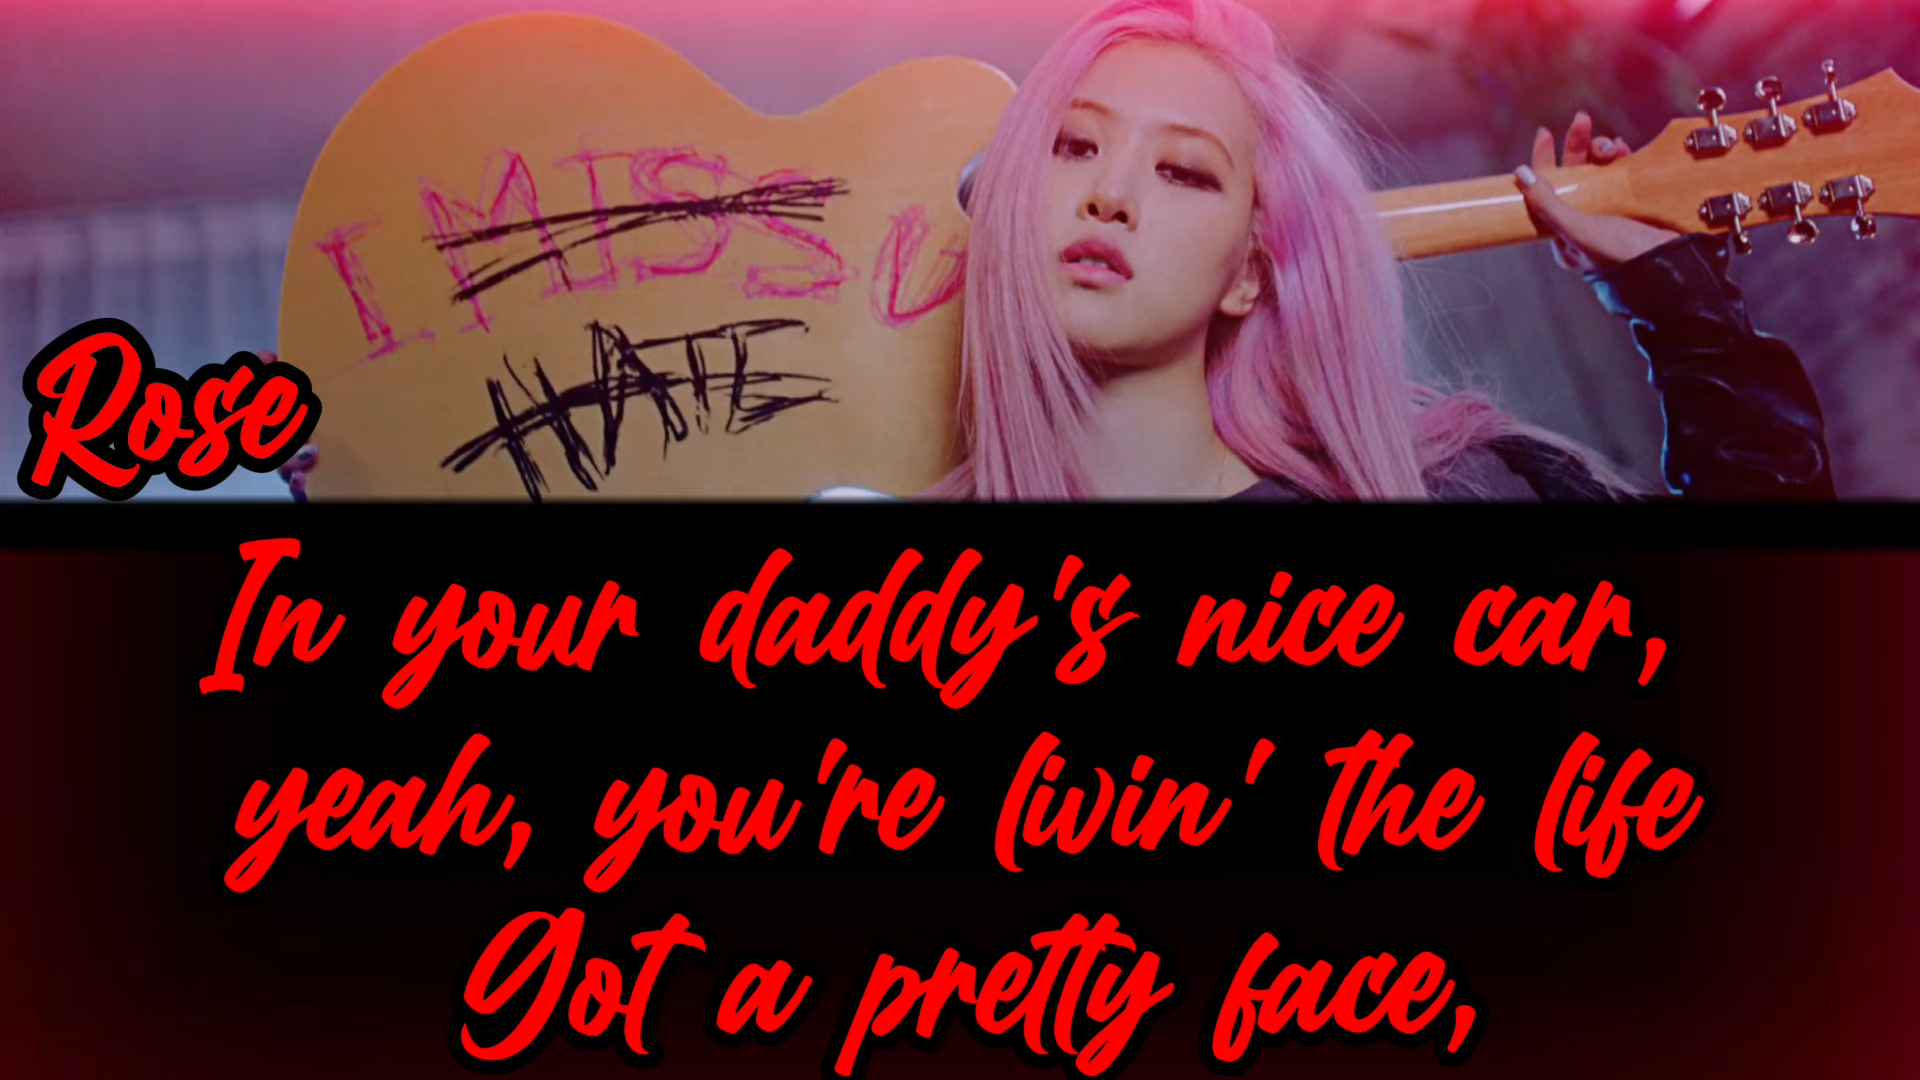 I MISS U
HATE
Rose
In your daddy's nice car,
yeah, you're livin' the life
Got a pretty face,